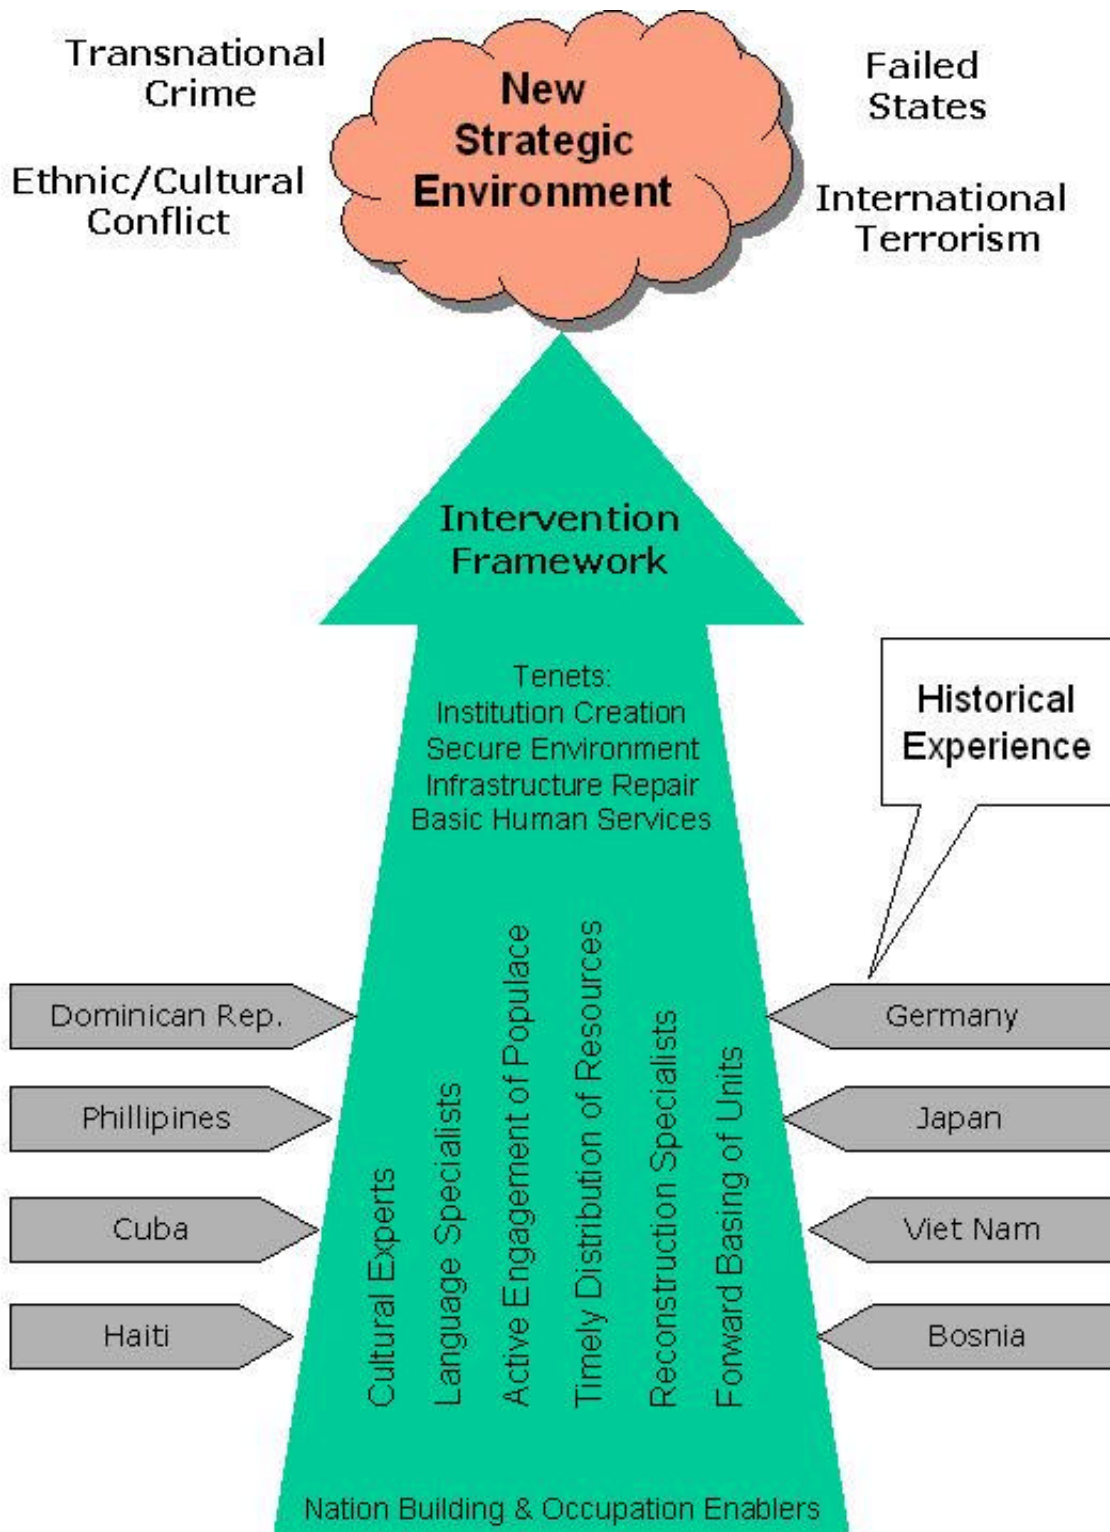 Transnational
Crime
Ethnic/Cultural
Conflict
New
Strategic
Environment
Failed
States
International
Terrorism
Intervention
Framework
Tenets:
Institution Creation
Secure Environment
Infrastructure Repair
Basic Human Services
Historical
Experience
Dominican Rep.
Phillipines
Cuba
Haiti
Cultural Experts
Language Specialists
Active Engagement of Populace
Timely Distribution of Resources
Reconstruction Specialists
Forward Basing of Units
Germany
Japan
Viet Nam
Bosnia
Nation Building & Occupation Enablers